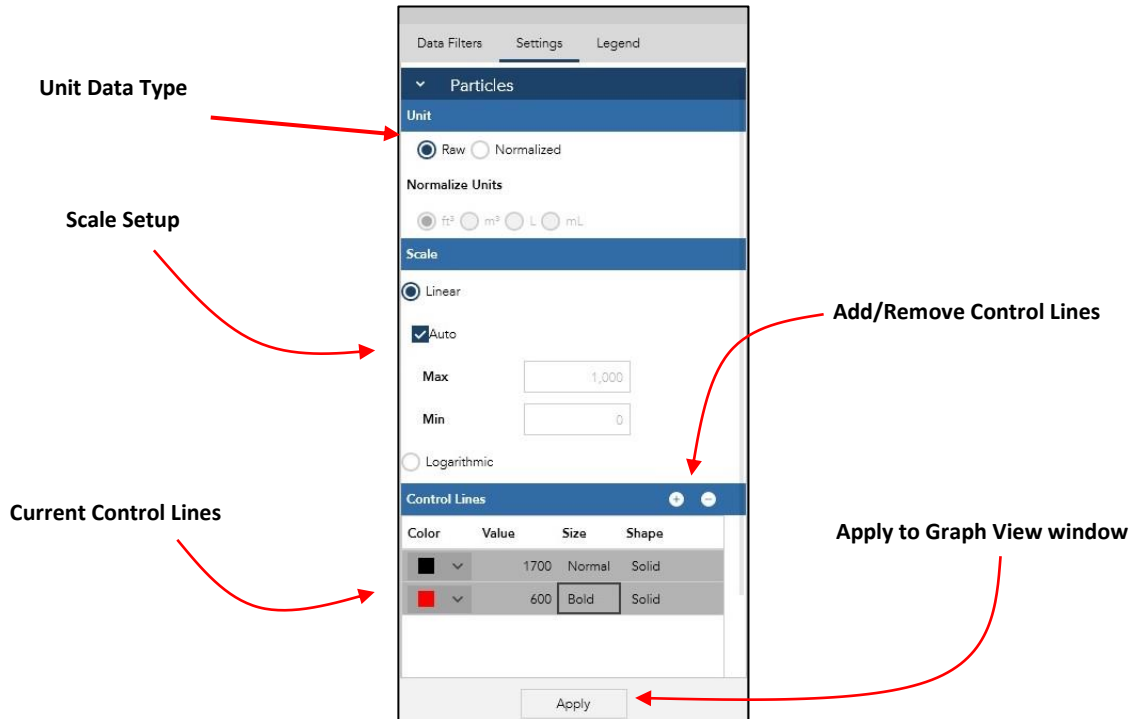 Data Filters Settings Legend
Unit Data Type
Particles
Unit
Raw Normalized
Normalize Units
ft³ m³ L mL
Scale Setup
Scale
Linear
Add/Remove Control Lines
Auto
Max 1,000
Min 0
Logarithmic
Current Control Lines
Control Lines
Apply to Graph View window
Color Value Size Shape
1700 Normal Solid
600 Bold Solid
Apply